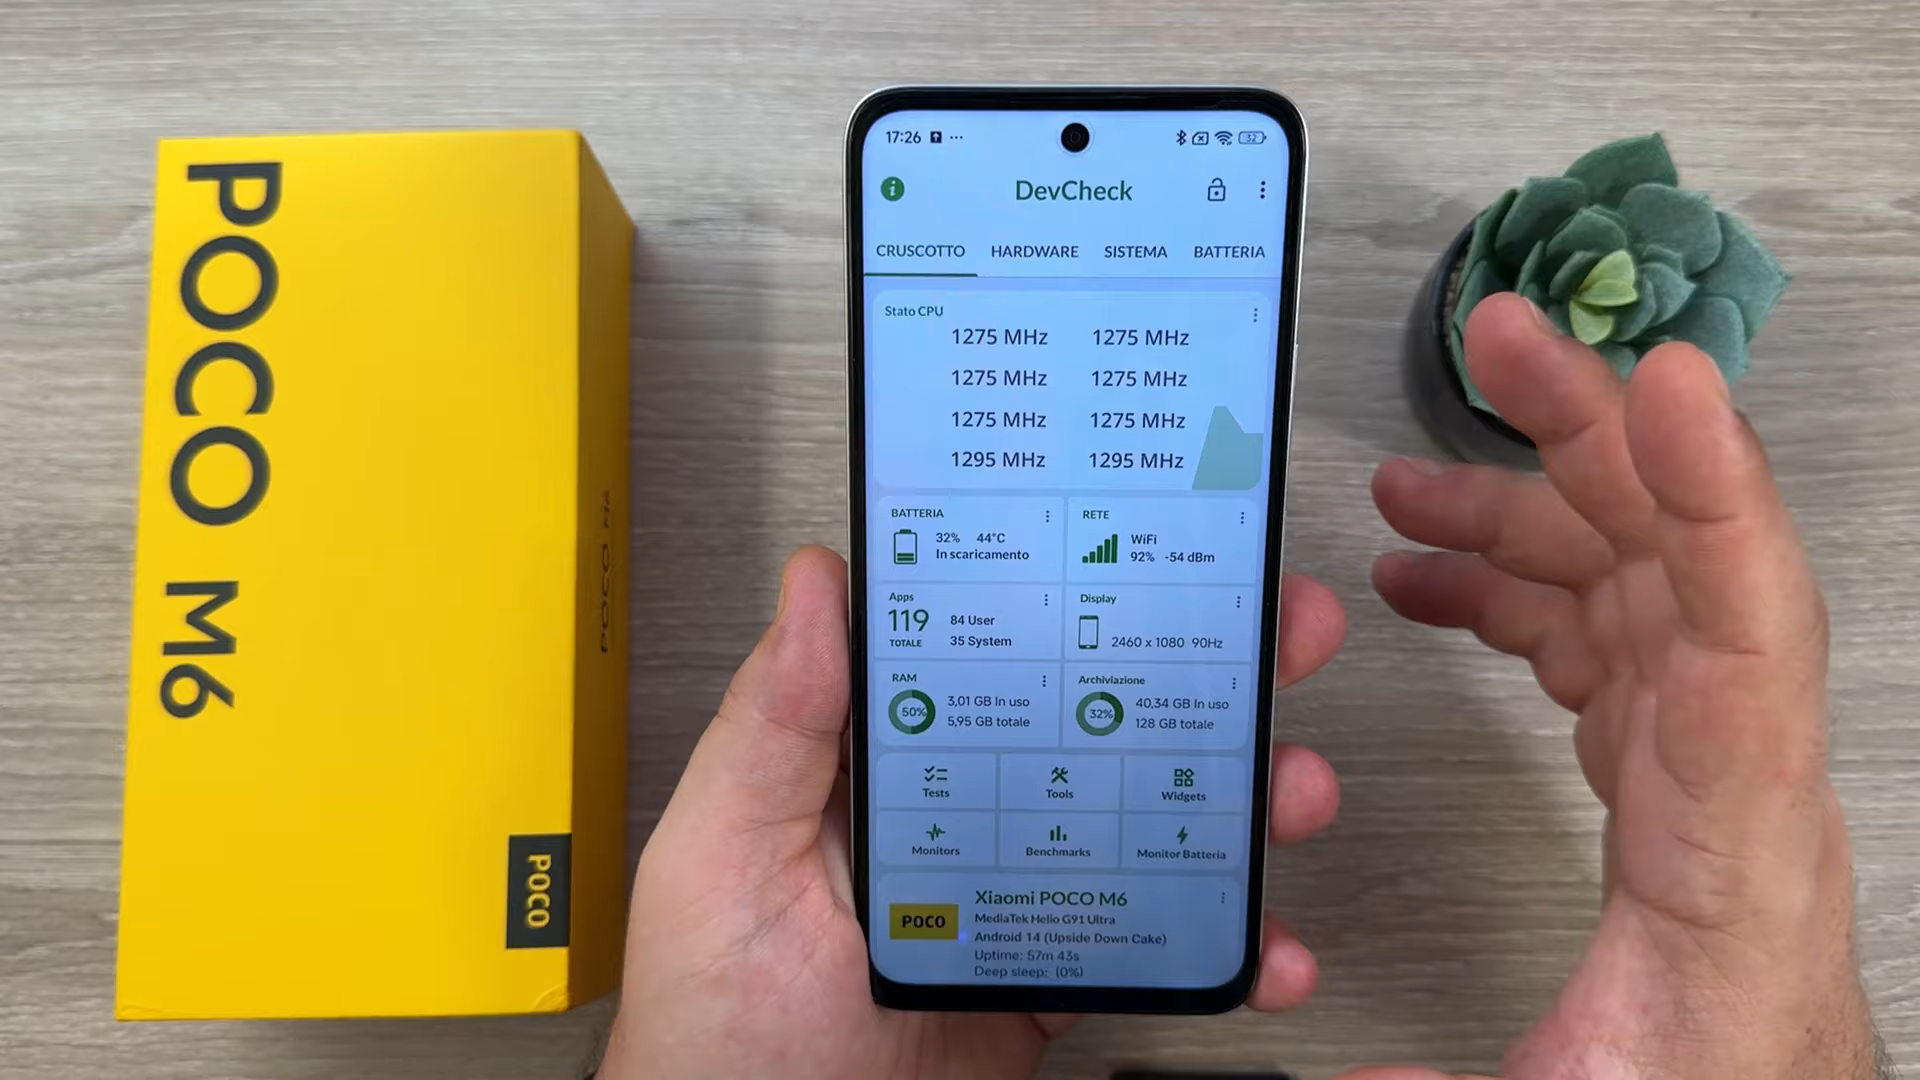 POCO M6
POCO
POCO M6
17:26 ...
32
DevCheck
CRUSCOTTO HARDWARE SISTEMA BATTERIA
Stato CPU
1275 MHz 1275 MHz
1275 MHz 1275 MHz
1275 MHz 1275 MHz
1295 MHz 1295 MHz
BATTERIA
32% 44°C
In scaricamento
RETE
WiFi
92% -54 dBm
Apps
119
TOTALE
84 User
35 System
Display
2460 x 1080 90Hz
RAM
50%
3,01 GB In uso
5,95 GB totale
Archiviazione
32%
40,34 GB In uso
128 GB totale
Tests
Tools
Widgets
Monitors
Benchmarks
Monitor Batteria
POCO
Xiaomi POCO M6
MediaTek Helio G91 Ultra
Android 14 (Upside Down Cake)
Uptime: 57m 43s
Deep sleep: (0%)